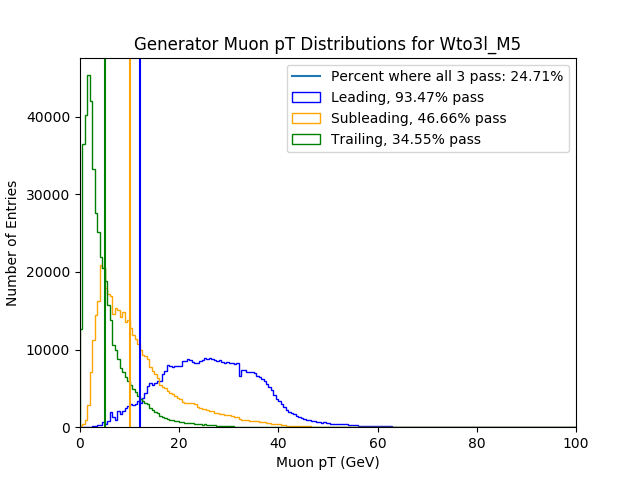 Generator Muon pT Distributions for Wto3l_M5
Percent where all 3 pass: 24.71%
Leading, 93.47% pass
Subleading, 46.66% pass
Trailing, 34.55% pass
Number of Entries
40000
30000
20000
10000
0
0 20 40 60 80 100
Muon pT (GeV)